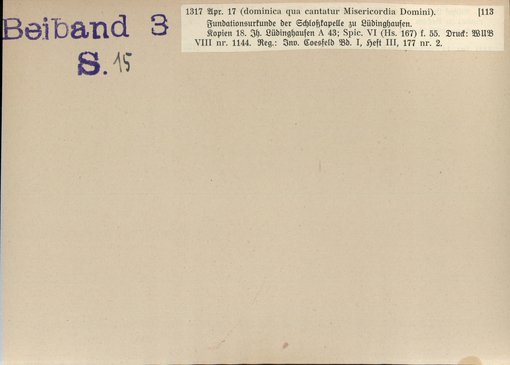 Beiband 3
S. 15
1317 Apr. 17 (dominica qua cantatur Misericordia Domini). [113
Fundationsurkunde der Schloßkapelle zu Lüdinghausen.
Kopien 18. Jh. Lüdinghausen A 43; Spic. VI (Hs. 167) f. 55. Druck: WUB
VIII nr. 1144. Reg.: Inv. Coesfeld Bd. I, Heft III, 177 nr. 2.